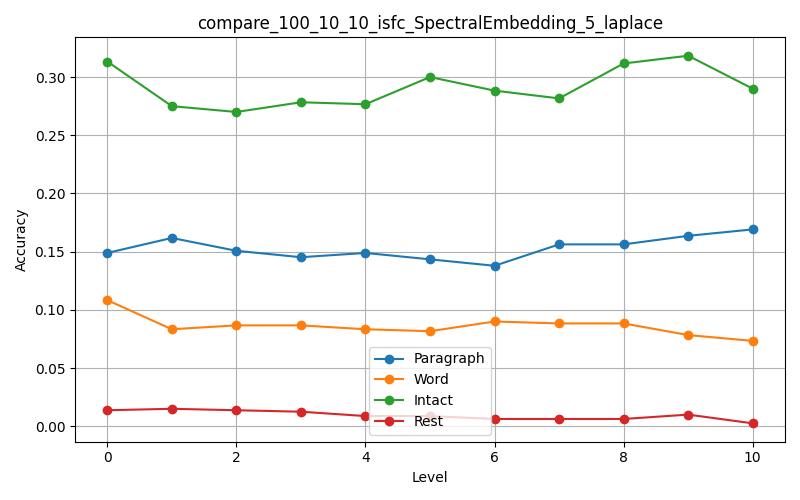 compare_100_10_10_isfc_SpectralEmbedding_5_laplace
Accuracy
0.30
0.25
0.20
0.15
0.10
0.05
0.00
Paragraph
Word
Intact
Rest
0 2 4 6 8 10
Level